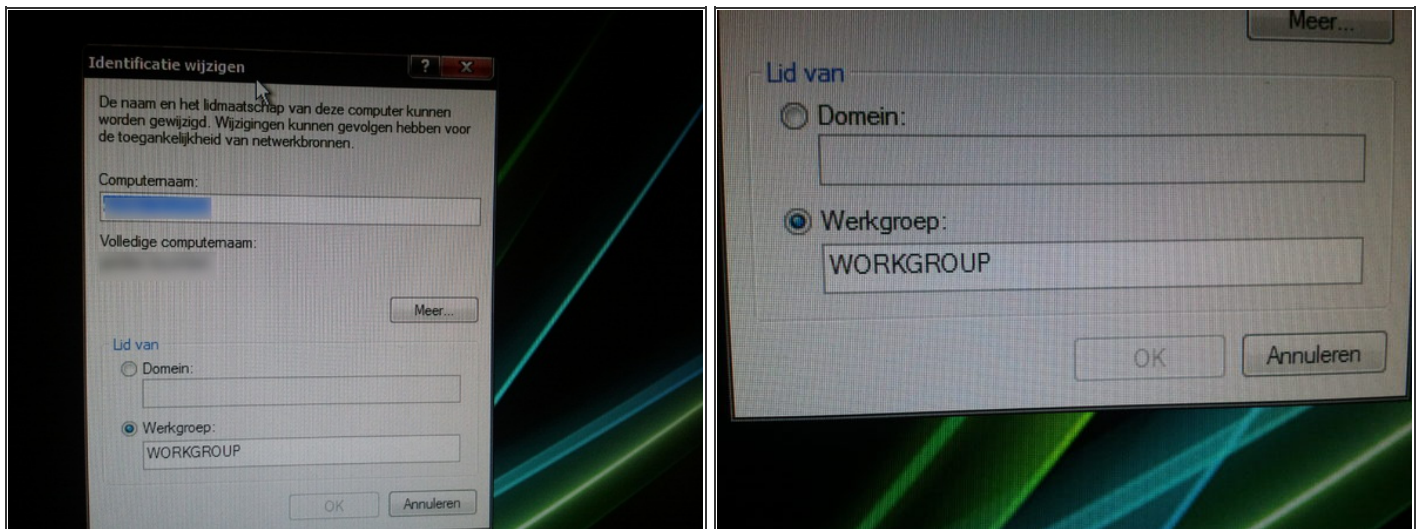 Identificatie wijzigen
De naam en het lidmaatschap van deze computer kunnen
worden gewijzigd. Wijzigingen kunnen gevolgen hebben voor
de toegankelijkheid van netwerkbronnen.
Computernaam:
Volledige computernaam:
Meer...
Lid van
Domein:
Werkgroep:
WORKGROUP
OK
Annuleren
Meer...
Lid van
Domein:
Werkgroep:
WORKGROUP
OK
Annuleren